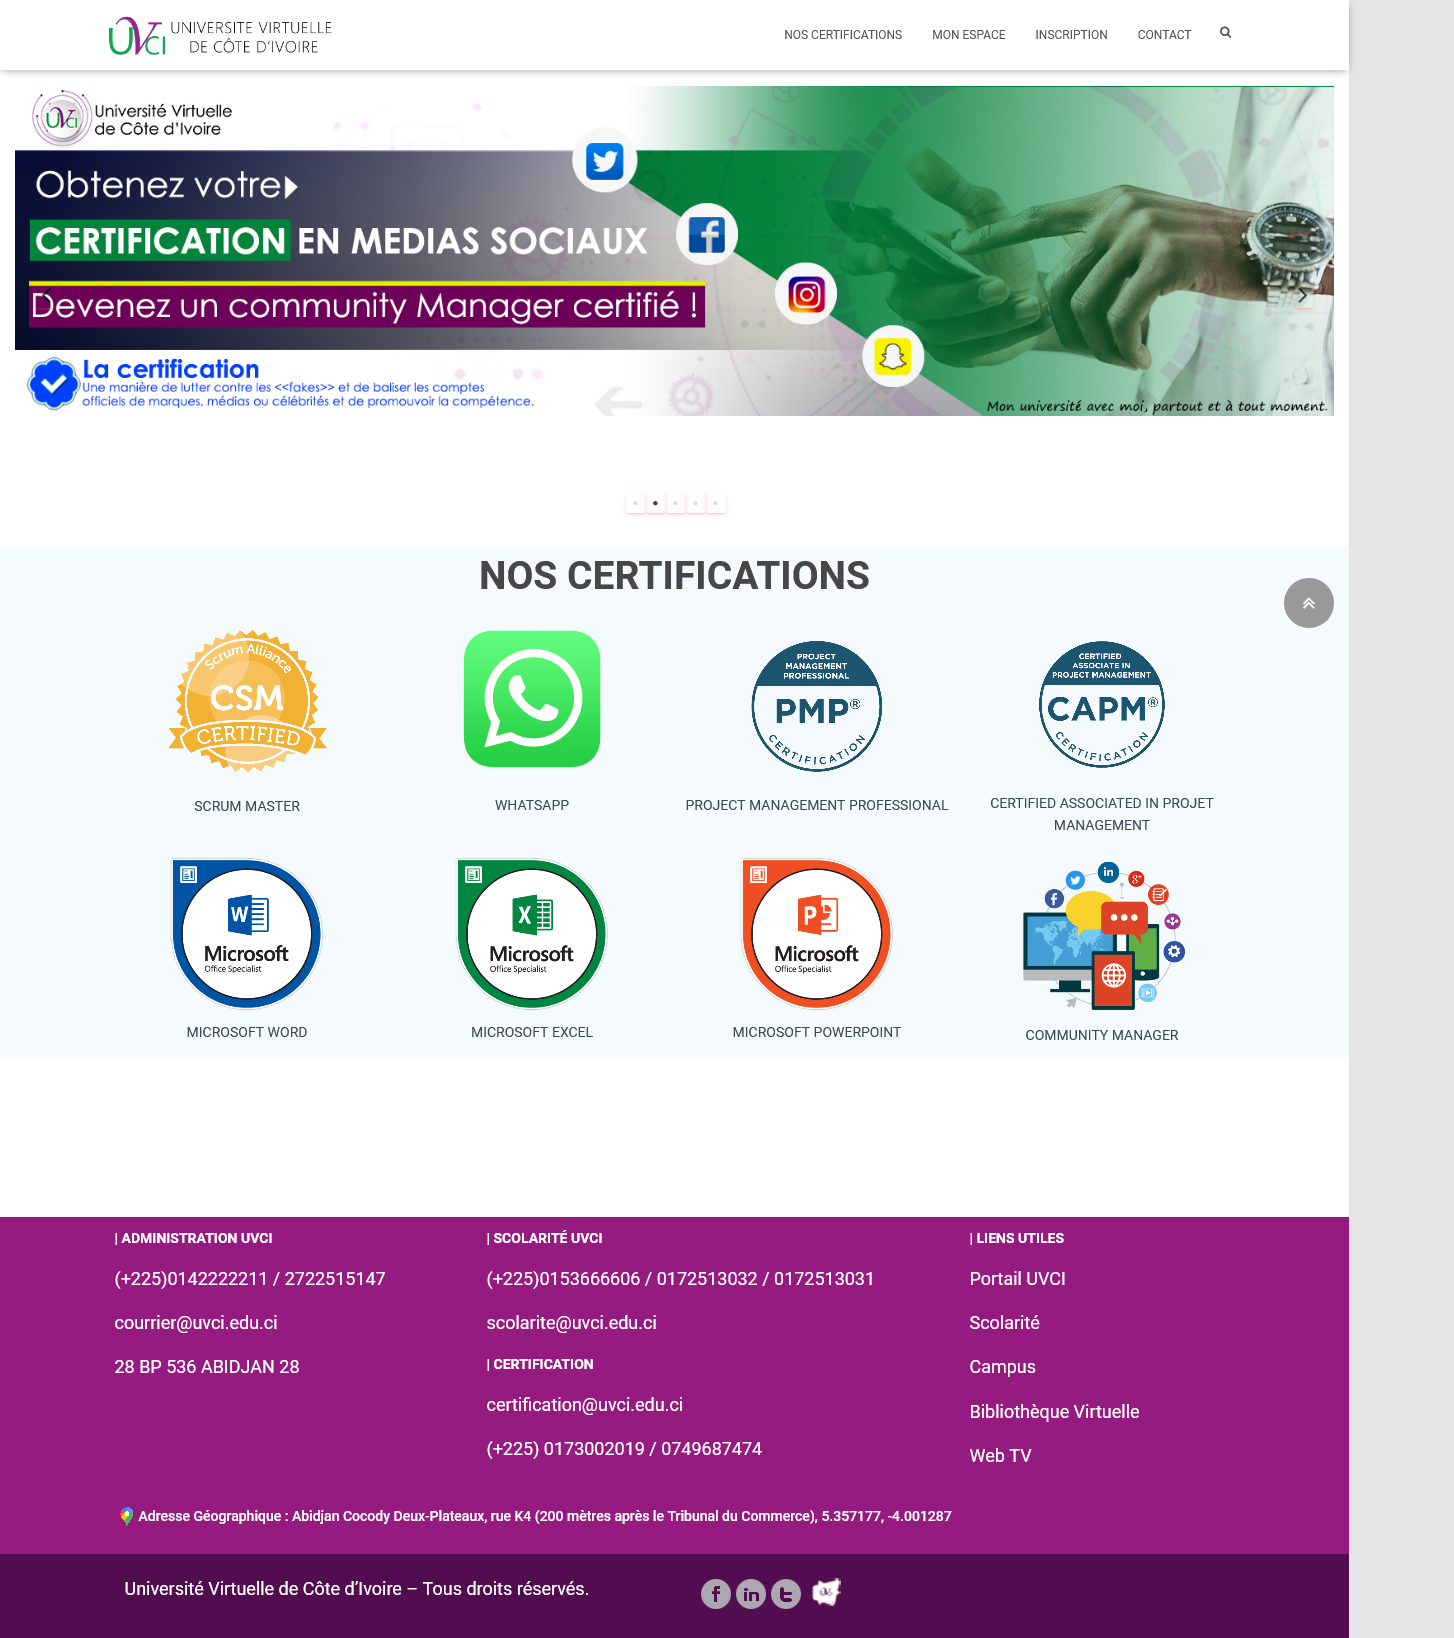 UVCI UNIVERSITE VIRTUELLE
DE CÔTE D'IVOIRE
NOS CERTIFICATIONS
MON ESPACE
INSCRIPTION
CONTACT
UVCI
Université Virtuelle
de Côte d'Ivoire
Obtenez votre
CERTIFICATION EN MEDIAS SOCIAUX
Devenez un community Manager certifié !
La certification
Une manière de lutter contre les <<fakes>> et de baliser les comptes
officiels de marques, médias ou célébrités et de promouvoir la compétence.
Mon université avec moi, partout et à tout moment.
NOS CERTIFICATIONS
Scrum Alliance
CSM
CERTIFIED
SCRUM MASTER
WHATSAPP
PROJECT
MANAGEMENT
PROFESSIONAL
PMP®
CERTIFICATION
PROJECT MANAGEMENT PROFESSIONAL
CERTIFIED
ASSOCIATE IN
PROJECT MANAGEMENT
CAPM®
CERTIFICATION
CERTIFIED ASSOCIATED IN PROJET
MANAGEMENT
W
Microsoft
Office Specialist
MICROSOFT WORD
X
Microsoft
Office Specialist
MICROSOFT EXCEL
P
Microsoft
Office Specialist
MICROSOFT POWERPOINT
COMMUNITY MANAGER
| ADMINISTRATION UVCI
(+225)0142222211 / 2722515147
courrier@uvci.edu.ci
28 BP 536 ABIDJAN 28
| SCOLARITÉ UVCI
(+225)0153666606 / 0172513032 / 0172513031
scolarite@uvci.edu.ci
| CERTIFICATION
certification@uvci.edu.ci
(+225) 0173002019 / 0749687474
| LIENS UTILES
Portail UVCI
Scolarité
Campus
Bibliothèque Virtuelle
Web TV
Adresse Géographique : Abidjan Cocody Deux-Plateaux, rue K4 (200 mètres après le Tribunal du Commerce), 5.357177, -4.001287
Université Virtuelle de Côte d'Ivoire – Tous droits réservés.